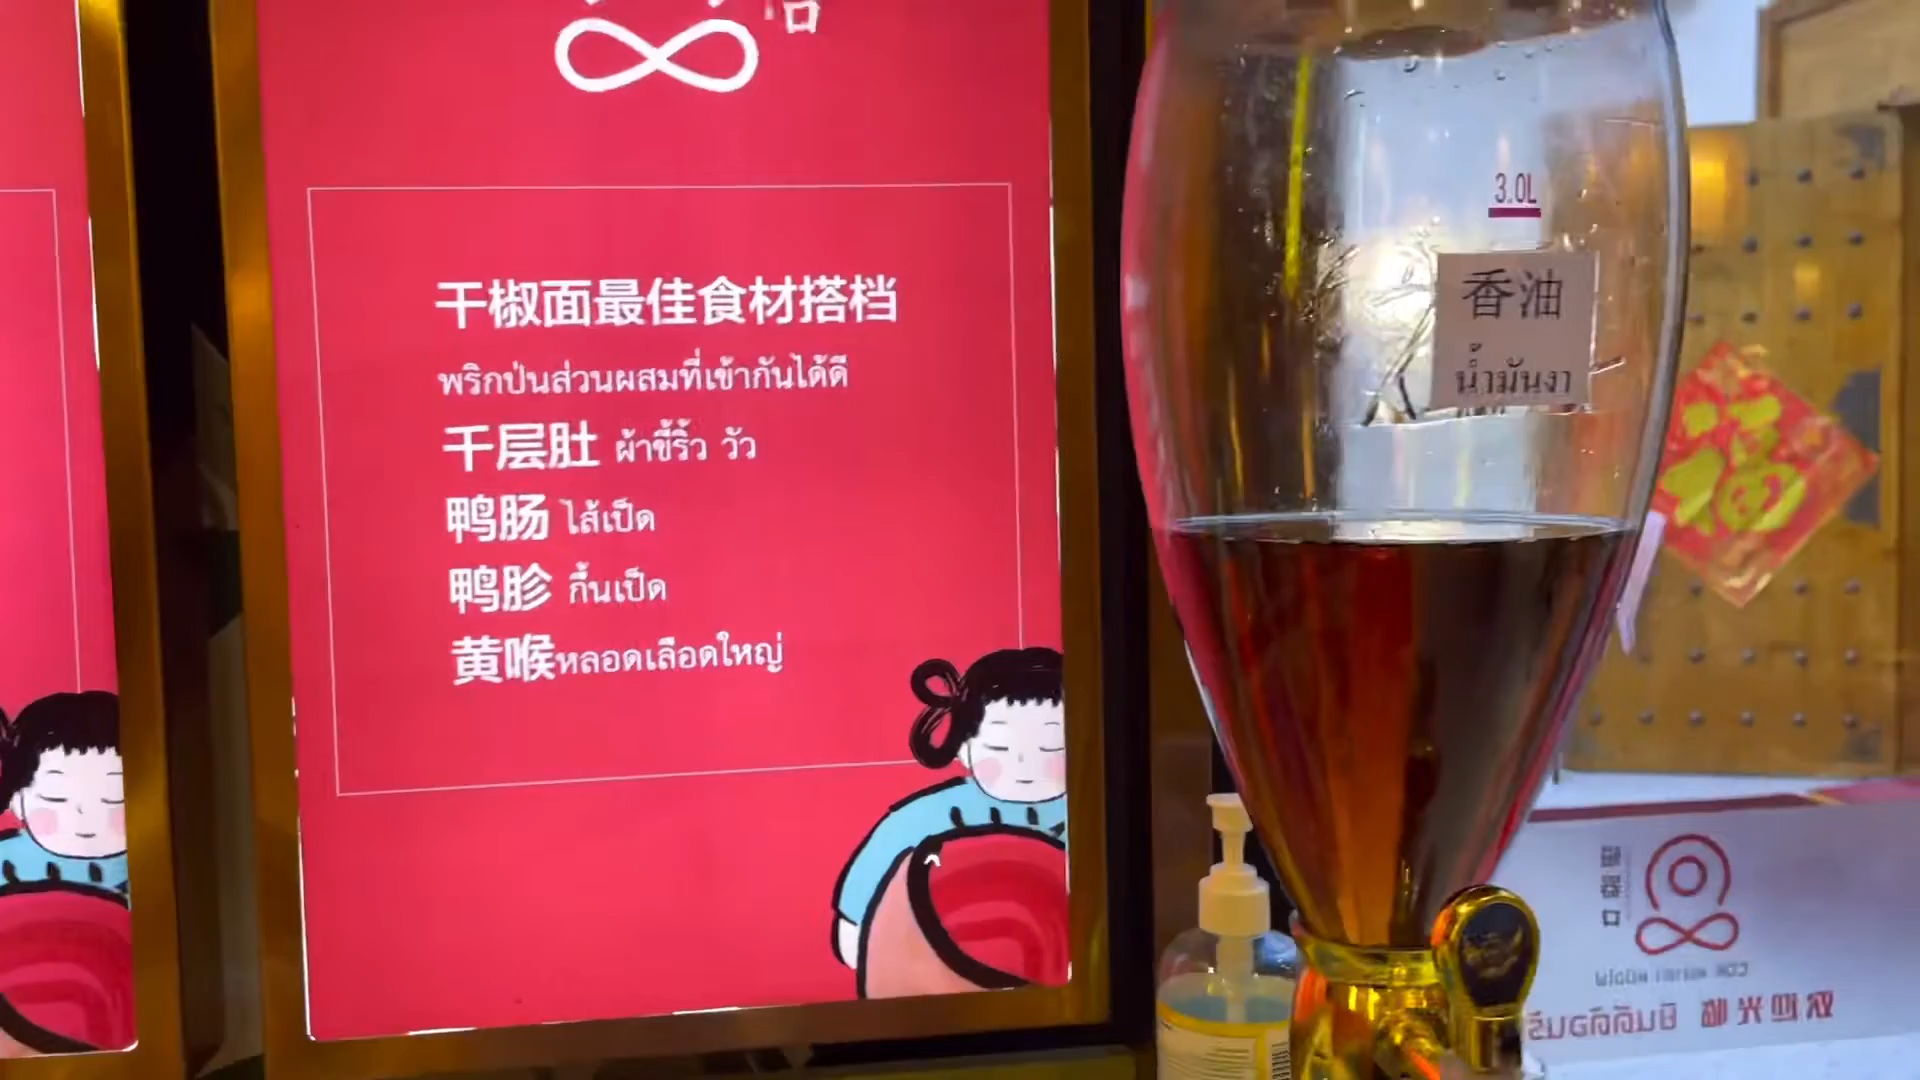 干椒面最佳食材搭档
พริกป่นส่วนผสมที่เข้ากันได้ดี
千层肚 ผ้าขี้ริ้ว วัว
鸭肠 ไส้เป็ด
鸭胗 กึ๋นเป็ด
黄喉หลอดเลือดใหญ่
3.0L
香油
น้ำมันงา
福